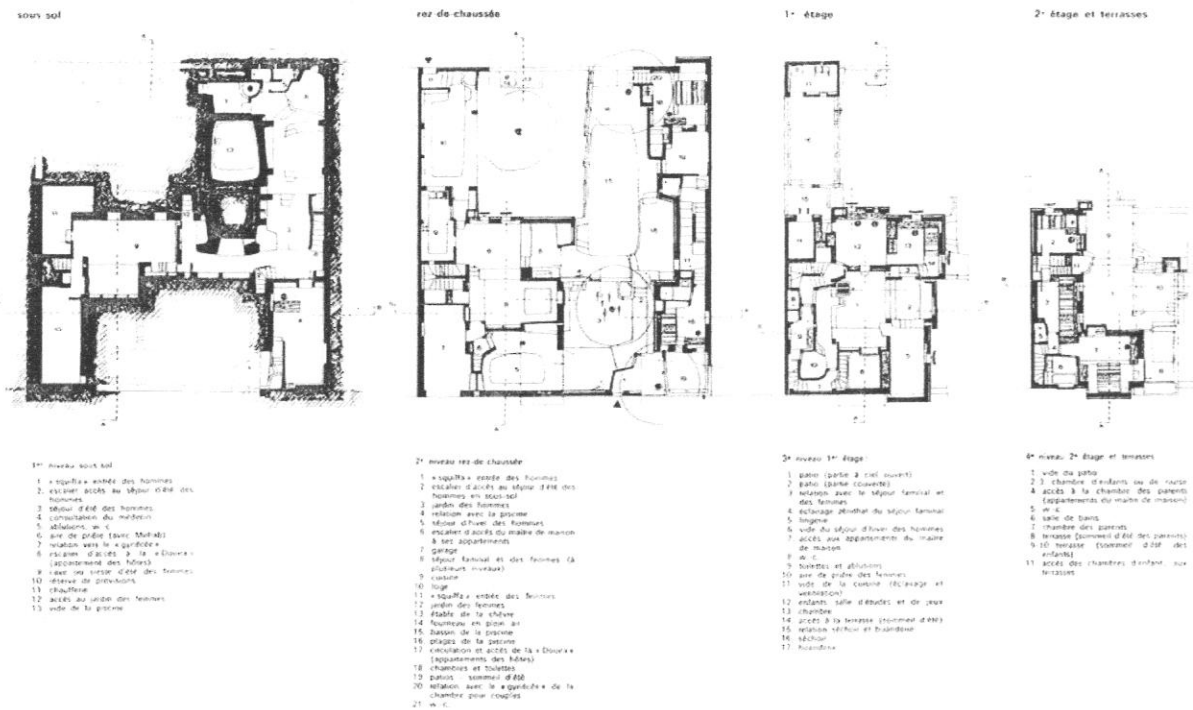 sous sol
rez-de-chaussée
1er étage
2e étage et terrasses
1er niveau sous sol
1 « squiffa » entrée des hommes
2 escalier accès au séjour d'été des
hommes
3 séjour d'été des hommes
4 consultation du médecin
5 ablutions, w.-c.
6 aire de prière (avec Mihrab)
7 relation vers le « gynécée »
8 escalier d'accès à la « Douira »
(appartement des hôtes)
9 cave ou sieste d'été des femmes
10 réserve de provisions
11 chaufferie
12 accès au jardin des femmes
13 vide de la piscine
2e niveau rez-de-chaussée
1 « squiffa » entrée des hommes
2 escalier d'accès au séjour d'été des
hommes en sous-sol
3 jardin des hommes
4 relation avec la piscine
5 séjour d'hiver des hommes
6 escalier d'accès du maître de maison
à ses appartements
7 garage
8 séjour familial et des femmes (à
plusieurs niveaux)
9 cuisine
10 loge
11 « squiffa » entrée des femmes
12 jardin des femmes
13 étable de la chèvre
14 fourneau en plein air
15 bassin de la piscine
16 plages de la piscine
17 circulation et accès de la « Douira »
(appartements des hôtes)
18 chambres et toilettes
19 patios sommeil d'été
20 relation avec le « gynécée » de la
chambre pour couples
21 w.-c.
3e niveau 1er étage
1 patio (partie à ciel ouvert)
2 patio (partie couverte)
3 relation avec le séjour familial et
des femmes
4 éclairage zénithal du séjour familial
5 lingerie
6 vide du séjour d'hiver des hommes
7 accès aux appartements du maître
de maison
8 w.-c.
9 toilettes et ablutions
10 aire de prière des femmes
11 vide de la cuisine (éclairage et
ventilation)
12 enfants salle d'études et de jeux
13 chambre
14 accès à la terrasse (sommeil d'été)
15 relation séchoir et buanderie
16 séchoir
17 buanderie
4e niveau 2e étage et terrasses
1 vide du patio
2 3 chambre d'enfants ou de nurse
4 accès à la chambre des parents
(appartements du maître de maison)
5 w.-c.
6 salle de bains
7 chambre des parents
8 terrasse (sommeil d'été des parents)
9-10 terrasse (sommeil d'été des
enfants)
11 accès des chambres d'enfant, aux
terrasses